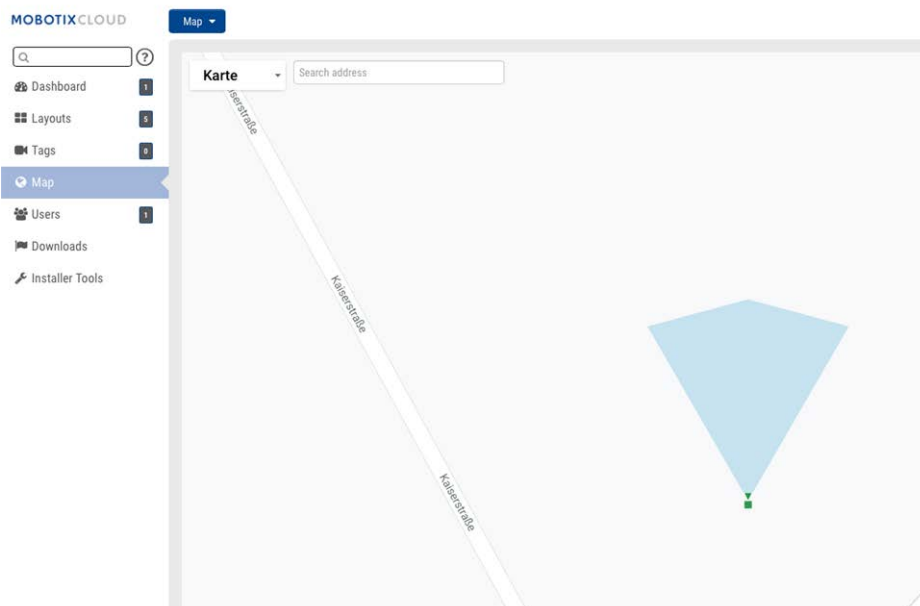 MOBOTIXCLOUD
Map
Dashboard 1
Layouts 5
Tags 0
Map
Users 1
Downloads
Installer Tools
Karte
Search address
serstraße
Kaiserstraße
Kaiserstraße